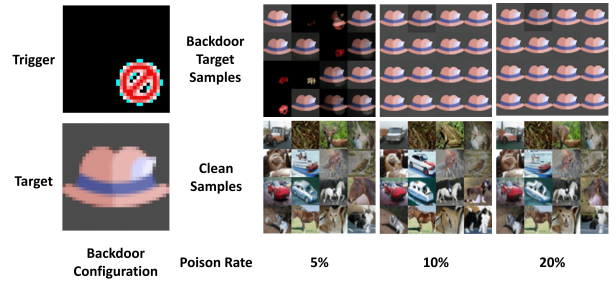 Trigger
Backdoor
Target
Samples
Target
Clean
Samples
Backdoor
Configuration
Poison Rate
5%
10%
20%